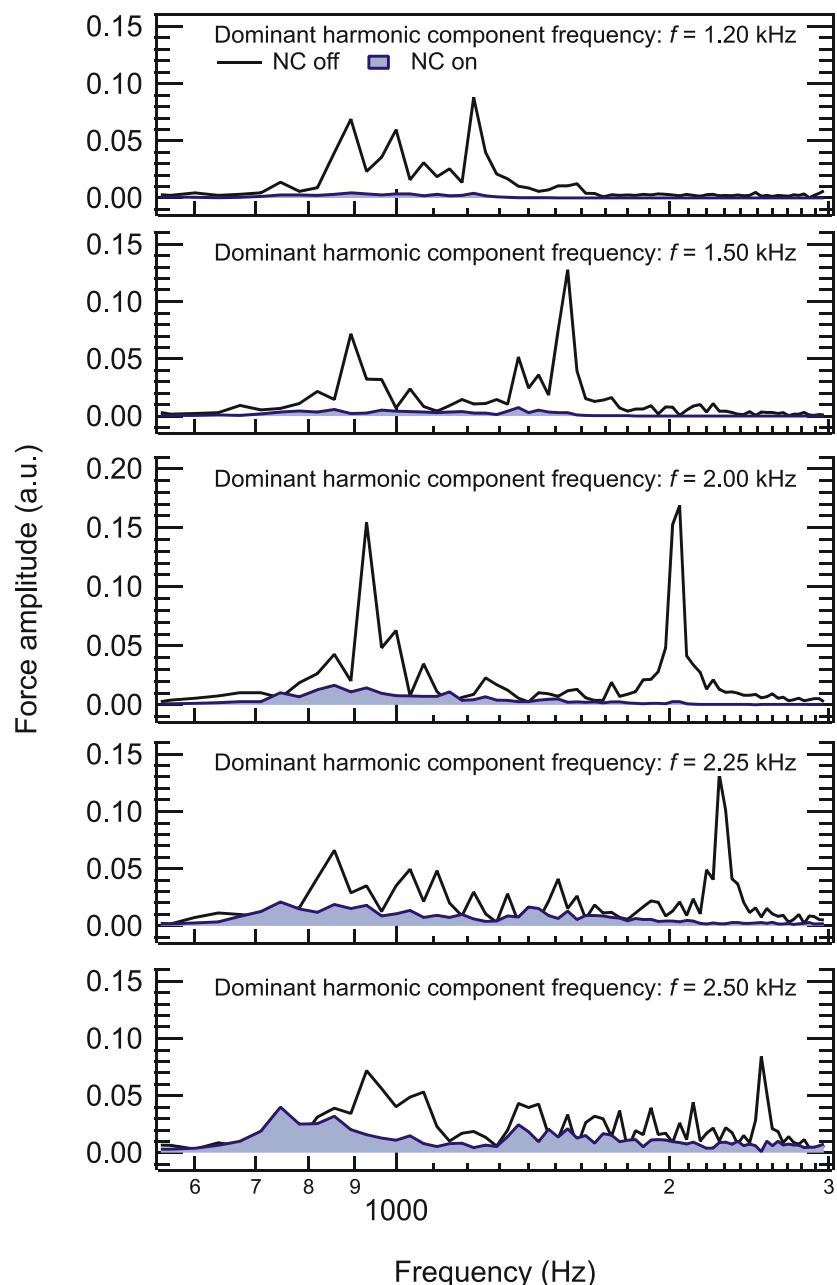 Force amplitude (a.u.)
0.15
0.10
0.05
0.00
Dominant harmonic component frequency: f = 1.20 kHz
NC off NC on
0.15
0.10
0.05
0.00
Dominant harmonic component frequency: f = 1.50 kHz
0.20
0.15
0.10
0.05
0.00
Dominant harmonic component frequency: f = 2.00 kHz
0.15
0.10
0.05
0.00
Dominant harmonic component frequency: f = 2.25 kHz
0.15
0.10
0.05
0.00
Dominant harmonic component frequency: f = 2.50 kHz
6 7 8 9 2 3
1000
Frequency (Hz)